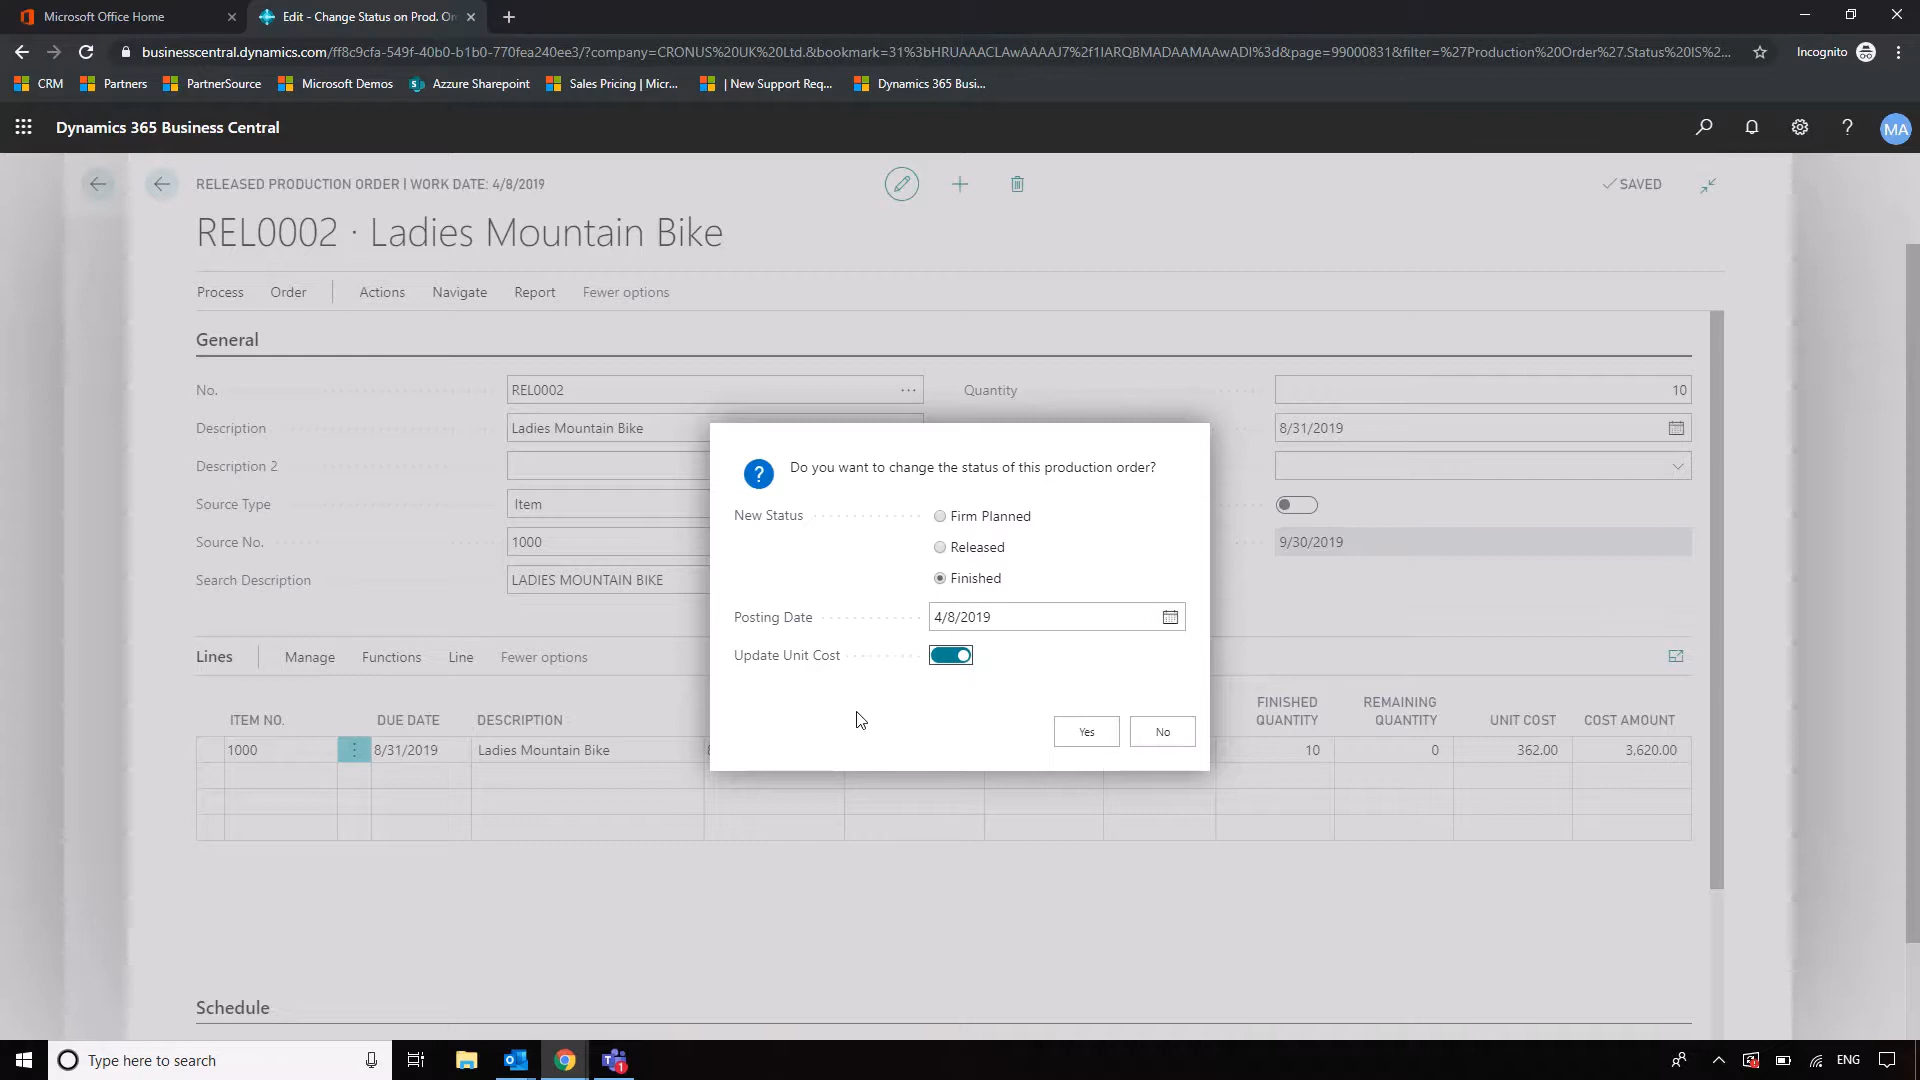 Microsoft Office Home
Edit - Change Status on Prod. Or
businesscentral.dynamics.com/ff8c9cfa-549f-40b0-b1b0-770fea240ee3/?company=CRONUS%20UK%20Ltd.&bookmark=31%3bHRUAAACLAwAAAAJ7%2f1IARQBMADAAMAAwADI%3d&page=99000831&filter=%27Production%20Order%27.Status%20IS%2...
Incognito
CRM
Partners
PartnerSource
Microsoft Demos
Azzure Sharepoint
Sales Pricing | Micr...
| New Support Req...
Dynamics 365 Busi...
Dynamics 365 Business Central
MA
RELEASED PRODUCTION ORDER | WORK DATE: 4/8/2019
SAVED
REL0002 · Ladies Mountain Bike
Process Order Actions Navigate Report Fewer options
General
No. REL0002 Quantity 10
Description Ladies Mountain Bike 8/31/2019
Description 2
Source Type Item
Source No. 1000 9/30/2019
Search Description LADIES MOUNTAIN BIKE
Do you want to change the status of this production order?
New Status Firm Planned
Released
Finished
Posting Date 4/8/2019
Update Unit Cost
Yes No
Lines Manage Functions Line Fewer options
ITEM NO. DUE DATE DESCRIPTION FINISHED QUANTITY REMAINING QUANTITY UNIT COST COST AMOUNT
1000 8/31/2019 Ladies Mountain Bike 10 0 362.00 3,620.00
Schedule
Type here to search
1
ENG